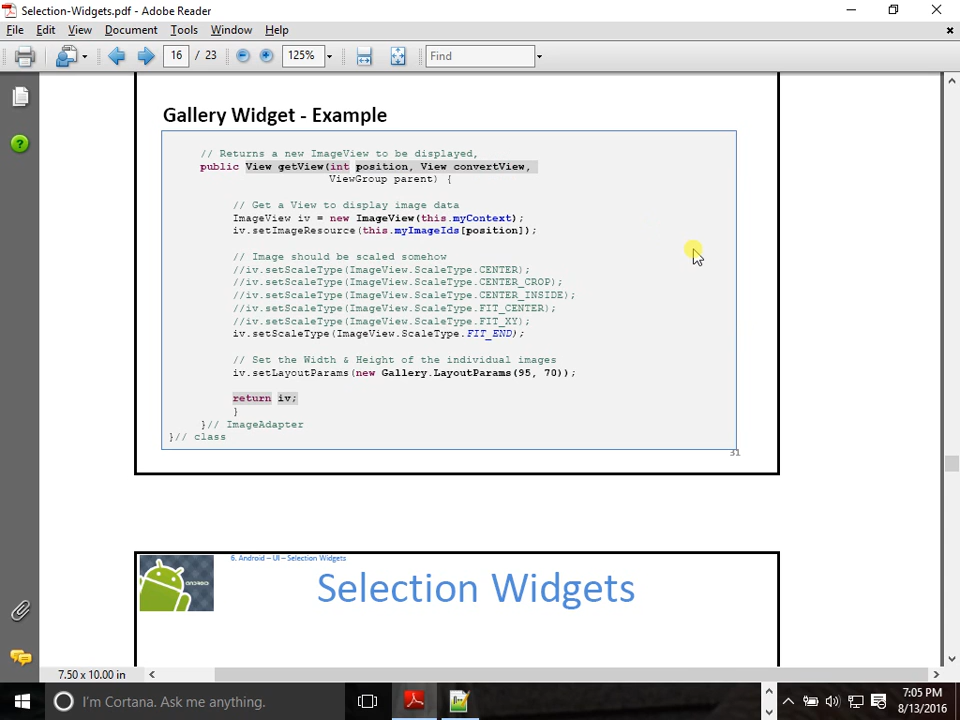 Selection-Widgets.pdf - Adobe Reader
File Edit View Document Tools Window Help
16 / 23 125% Find
Gallery Widget - Example
// Returns a new ImageView to be displayed,
public View getView(int position, View convertView,
ViewGroup parent) {
// Get a View to display image data
ImageView iv = new ImageView(this.myContext);
iv.setImageResource(this.myImageIds[position]);
// Image should be scaled somehow
//iv.setScaleType(ImageView.ScaleType.CENTER);
//iv.setScaleType(ImageView.ScaleType.CENTER_CROP);
//iv.setScaleType(ImageView.ScaleType.CENTER_INSIDE);
//iv.setScaleType(ImageView.ScaleType.FIT_CENTER);
//iv.setScaleType(ImageView.ScaleType.FIT_XY);
iv.setScaleType(ImageView.ScaleType.FIT_END);
// Set the Width & Height of the individual images
iv.setLayoutParams(new Gallery.LayoutParams(95, 70));
return iv;
}
}// ImageAdapter
}// class
31
6. Android – UI – Selection Widgets
Selection Widgets
7.50 x 10.00 in
I'm Cortana. Ask me anything.
7:05 PM
8/13/2016